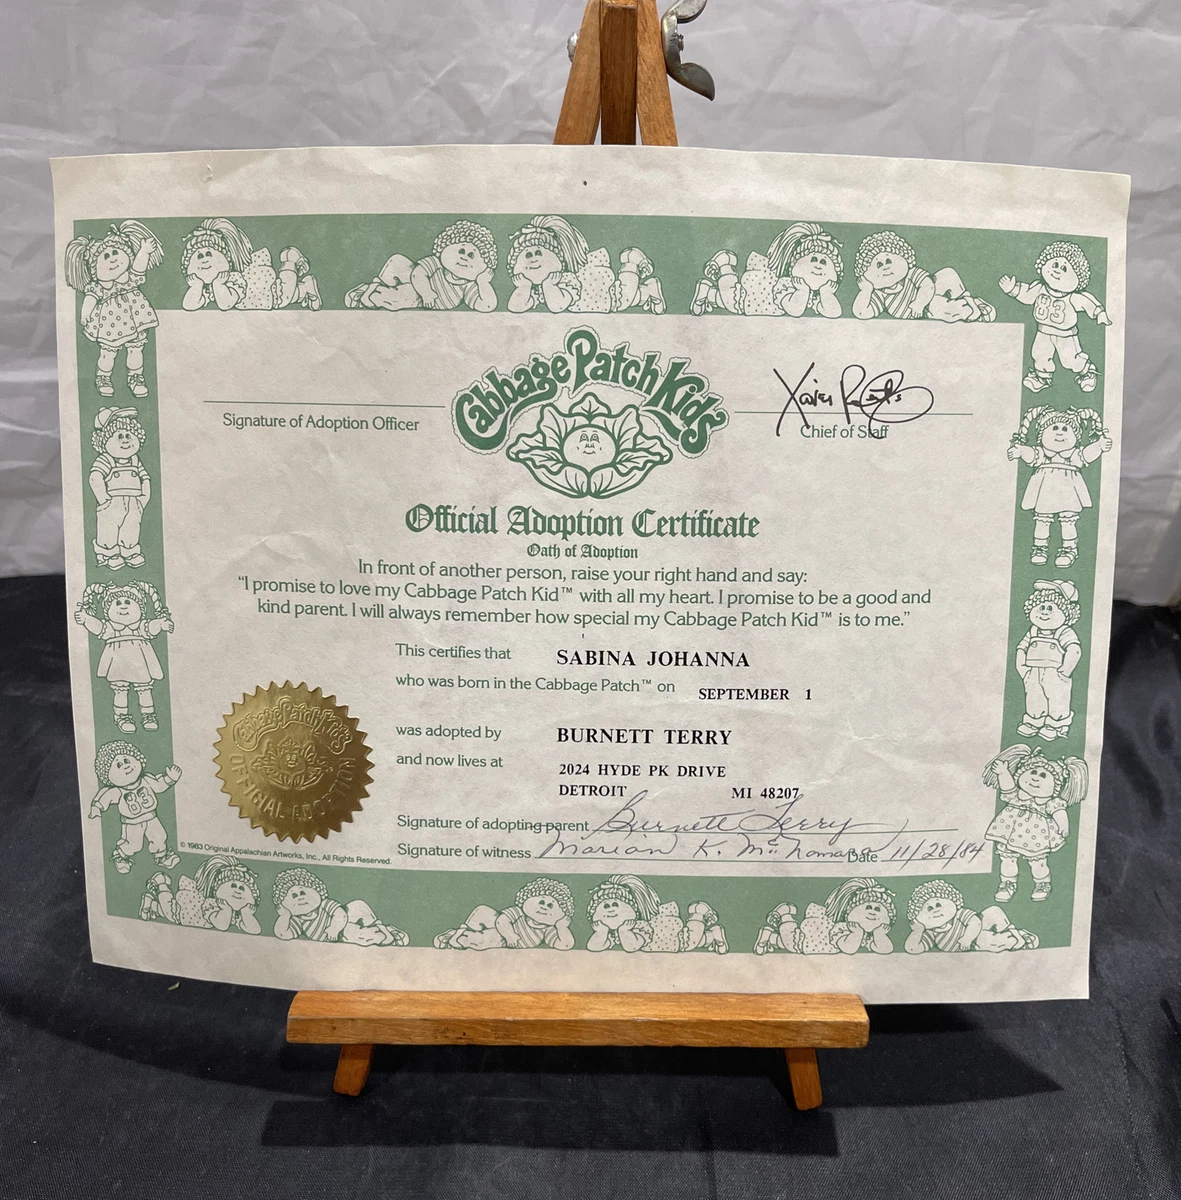 Cabbage Patch Kids
Xavier Roberts
Signature of Adoption Officer
Chief of Staff
Official Adoption Certificate
Oath of Adoption
In front of another person, raise your right hand and say:
“I promise to love my Cabbage Patch Kid™ with all my heart. I promise to be a good and
kind parent. I will always remember how special my Cabbage Patch Kid™ is to me.”
This certifies that SABINA JOHANNA
who was born in the Cabbage Patch™ on SEPTEMBER 1
was adopted by BURNETT TERRY
and now lives at 2024 HYDE PK DRIVE
DETROIT MI 48207
Signature of adopting parent Burnett Terry
Signature of witness Marion K. Date 11/28/84
Cabbage Patch Kids
OFFICIAL ADOPTION
© 1983 Original Appalachian Artworks, Inc., All Rights Reserved.
83
83